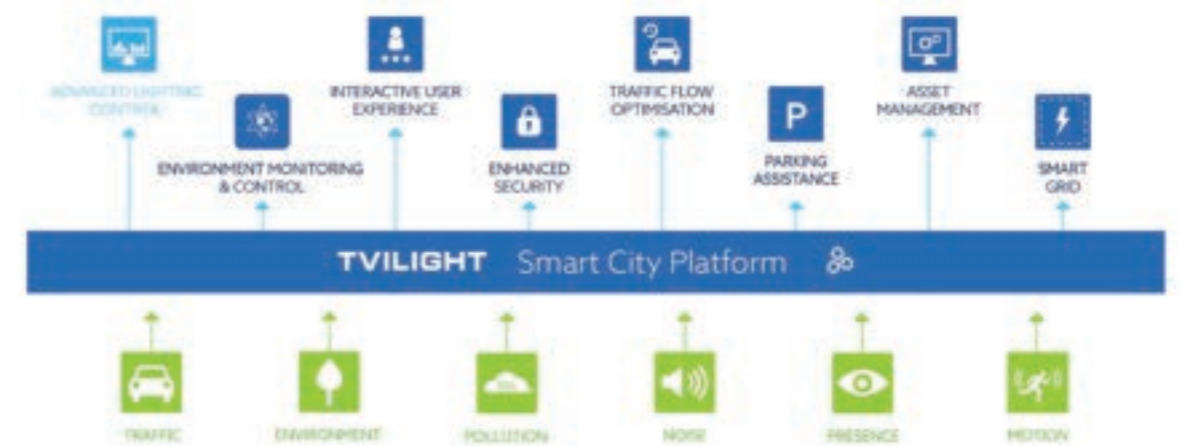 ADVANCED LIGHTING
CONTROL
ENVIRONMENT MONITORING
& CONTROL
INTERACTIVE USER
EXPERIENCE
ENHANCED
SECURITY
TRAFFIC FLOW
OPTIMISATION
P
PARKING
ASSISTANCE
ASSET
MANAGEMENT
SMART
GRID
TVILIGHT Smart City Platform
TRAFFIC
ENVIRONMENT
POLLUTION
NOISE
PRESENCE
MOTION